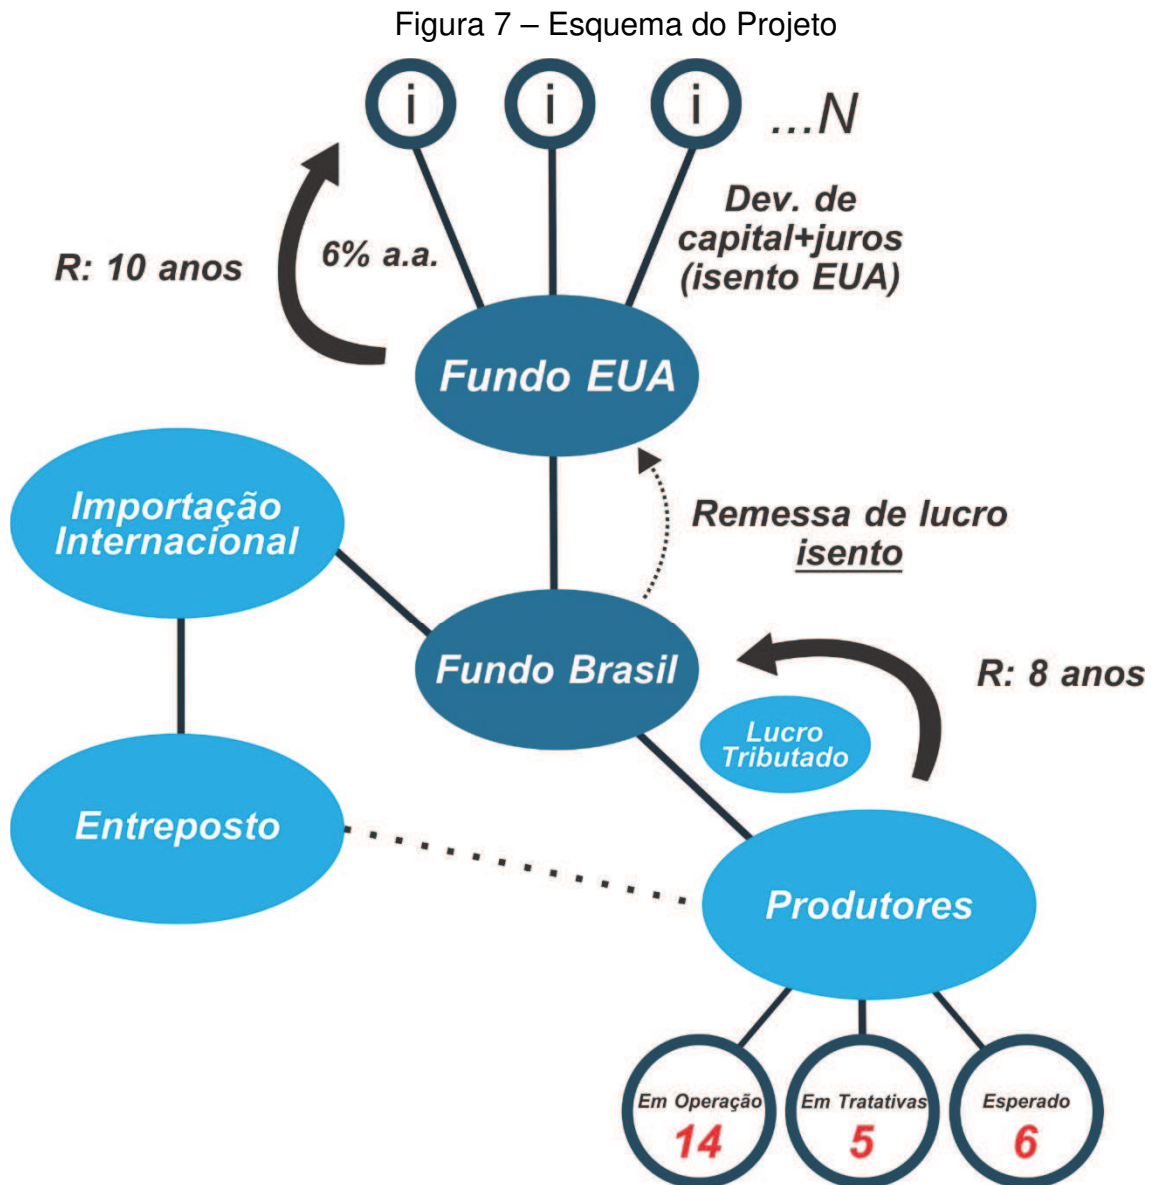 Figura 7 – Esquema do Projeto
i
i
i
...N
Dev. de
capital+juros
(isento EUA)
R: 10 anos
6% a.a.
Fundo EUA
Importação
Internacional
Remessa de lucro
isento
Fundo Brasil
R: 8 anos
Lucro
Tributado
Entreposto
Produtores
Em Operação
14
Em Tratativas
5
Esperado
6